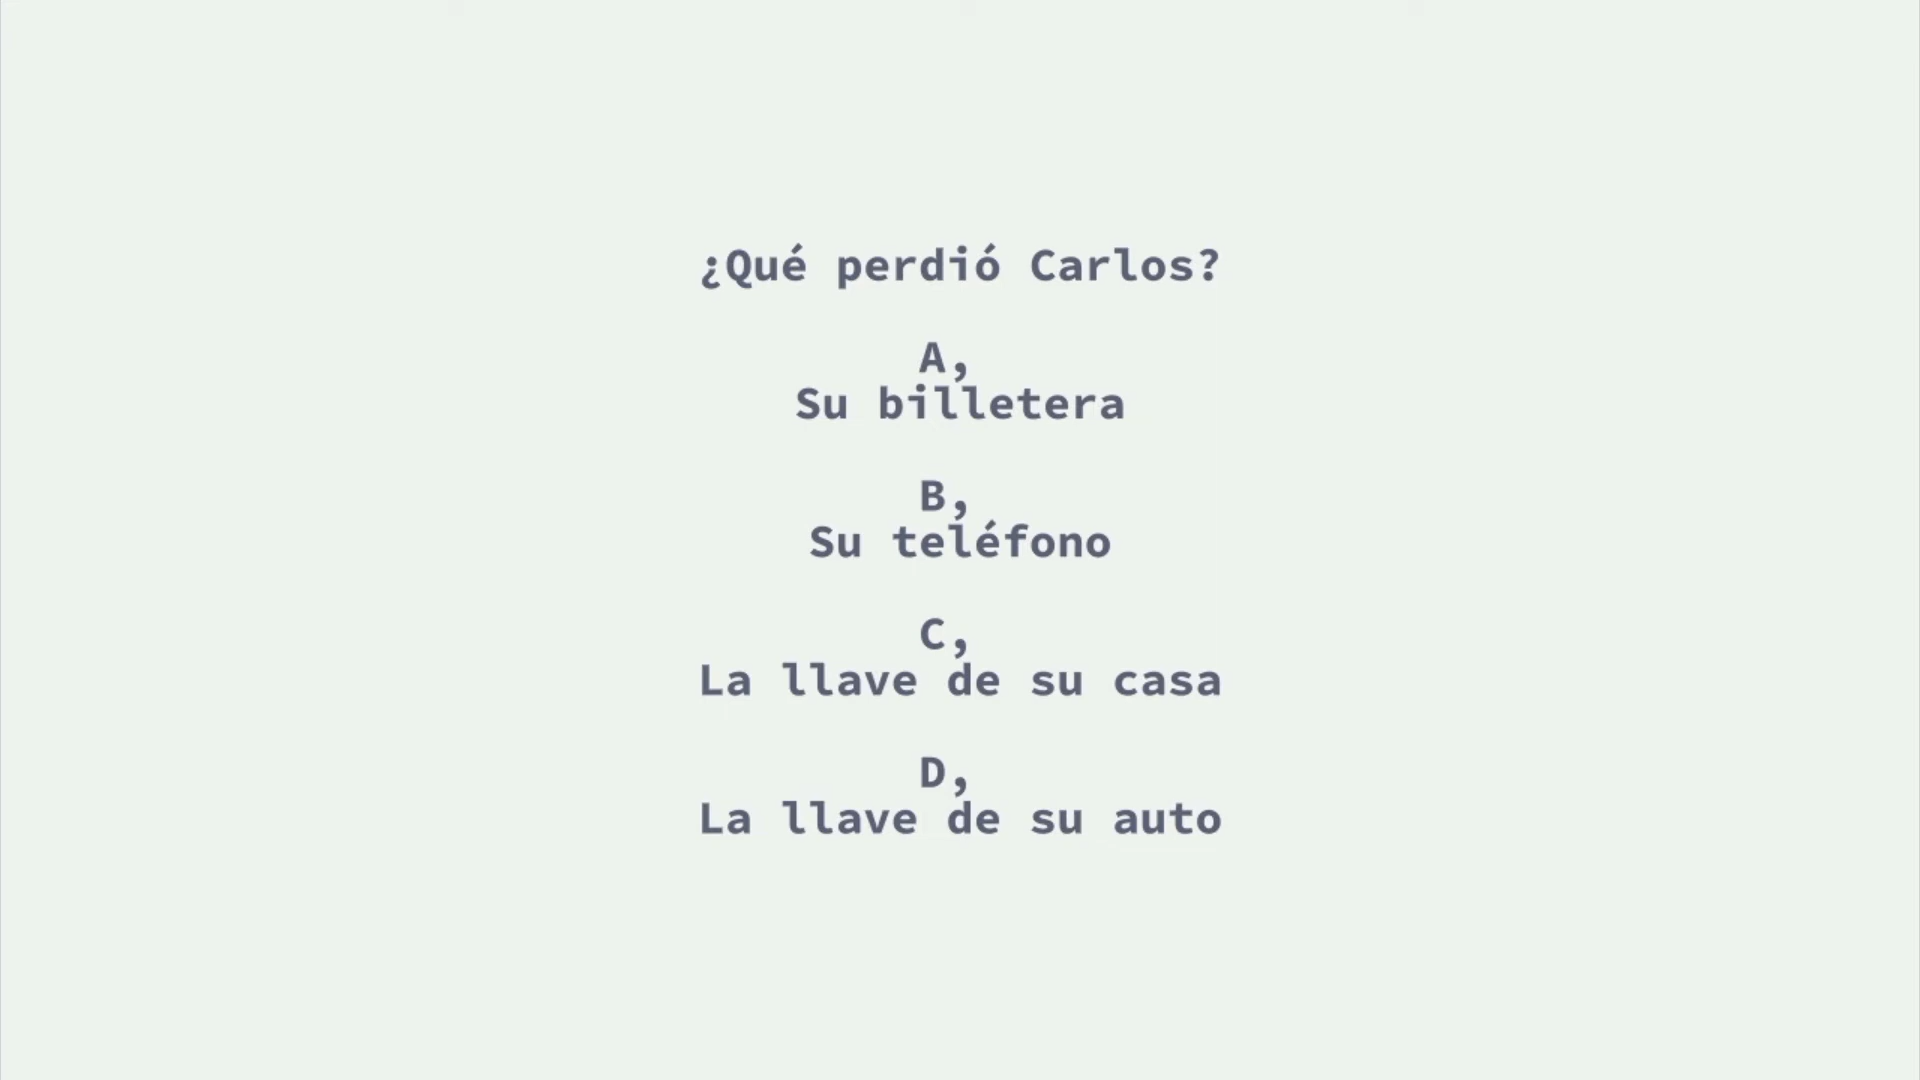 ¿Qué perdió Carlos?
A,
Su billetera
B,
Su teléfono
C,
La llave de su casa
D,
La llave de su auto